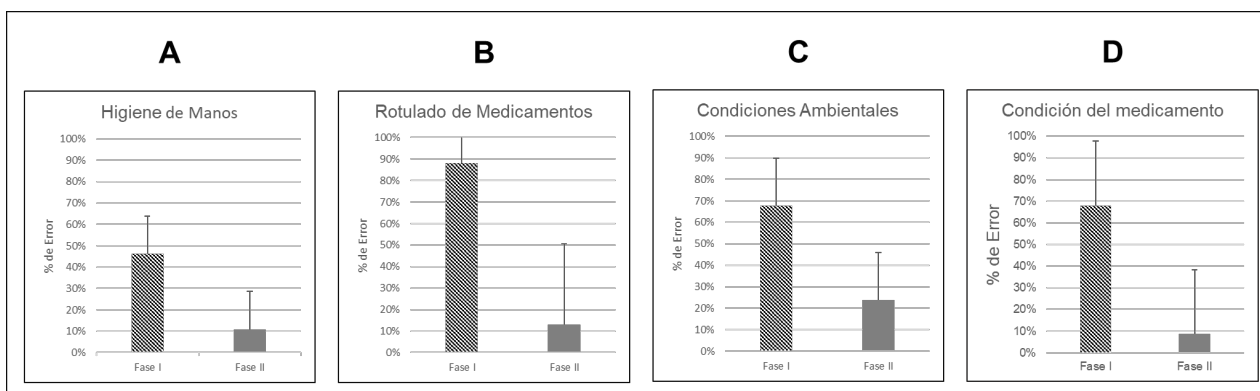 A
Higiene de Manos
% de Error
100%
90%
80%
70%
60%
50%
40%
30%
20%
10%
0%
Fase I
Fase II
B
Rotulado de Medicamentos
% de Error
100%
90%
80%
70%
60%
50%
40%
30%
20%
10%
0%
Fase I
Fase II
C
Condiciones Ambientales
% de Error
100%
90%
80%
70%
60%
50%
40%
30%
20%
10%
0%
Fase I
Fase II
D
Condición del medicamento
% de Error
100%
90%
80%
70%
60%
50%
40%
30%
20%
10%
0%
Fase I
Fase II